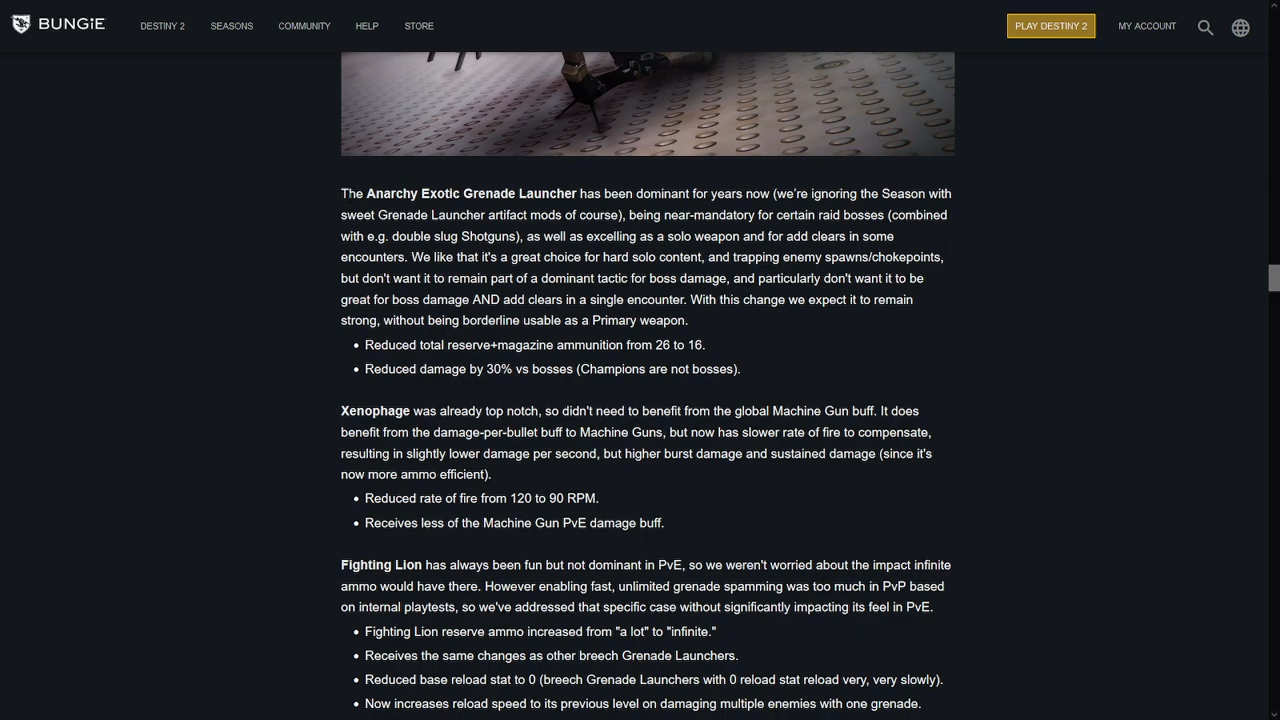 BUNGiE
DESTINY 2
SEASONS
COMMUNITY
HELP
STORE
PLAY DESTINY 2
MY ACCOUNT
The Anarchy Exotic Grenade Launcher has been dominant for years now (we're ignoring the Season with
sweet Grenade Launcher artifact mods of course), being near-mandatory for certain raid bosses (combined
with e.g. double slug Shotguns), as well as excelling as a solo weapon and for add clears in some
encounters. We like that it's a great choice for hard solo content, and trapping enemy spawns/chokepoints,
but don't want it to remain part of a dominant tactic for boss damage, and particularly don't want it to be
great for boss damage AND add clears in a single encounter. With this change we expect it to remain
strong, without being borderline usable as a Primary weapon.
• Reduced total reserve+magazine ammunition from 26 to 16.
• Reduced damage by 30% vs bosses (Champions are not bosses).
Xenophage was already top notch, so didn't need to benefit from the global Machine Gun buff. It does
benefit from the damage-per-bullet buff to Machine Guns, but now has slower rate of fire to compensate,
resulting in slightly lower damage per second, but higher burst damage and sustained damage (since it's
now more ammo efficient).
• Reduced rate of fire from 120 to 90 RPM.
• Receives less of the Machine Gun PvE damage buff.
Fighting Lion has always been fun but not dominant in PvE, so we weren't worried about the impact infinite
ammo would have there. However enabling fast, unlimited grenade spamming was too much in PvP based
on internal playtests, so we've addressed that specific case without significantly impacting its feel in PvE.
• Fighting Lion reserve ammo increased from "a lot" to "infinite."
• Receives the same changes as other breech Grenade Launchers.
• Reduced base reload stat to 0 (breech Grenade Launchers with 0 reload stat reload very, very slowly).
• Now increases reload speed to its previous level on damaging multiple enemies with one grenade.